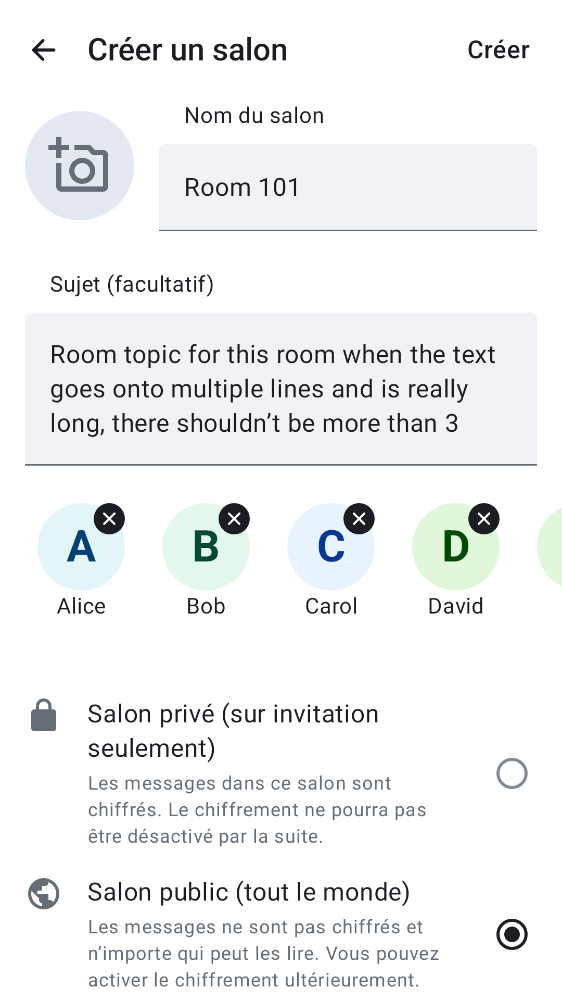 Créer un salon
Créer
Nom du salon
Room 101
Sujet (facultatif)
Room topic for this room when the text
goes onto multiple lines and is really
long, there shouldn’t be more than 3
A
B
C
D
Alice
Bob
Carol
David
Salon privé (sur invitation
seulement)
Les messages dans ce salon sont
chiffrés. Le chiffrement ne pourra pas
être désactivé par la suite.
Salon public (tout le monde)
Les messages ne sont pas chiffrés et
n’importe qui peut les lire. Vous pouvez
activer le chiffrement ultérieurement.